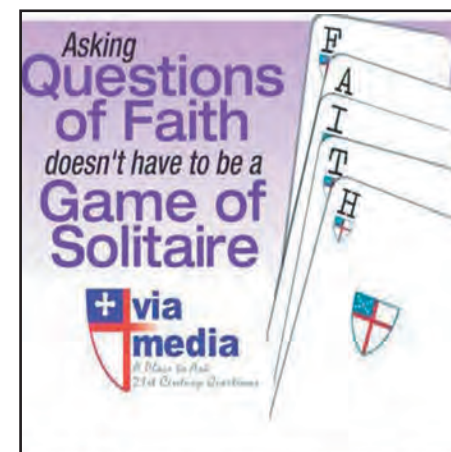 Asking
Questions
of Faith
doesn't have to be a
Game of
Solitaire
F
A
I
T
H
via
media
A Place to Ask
21st Century Questions